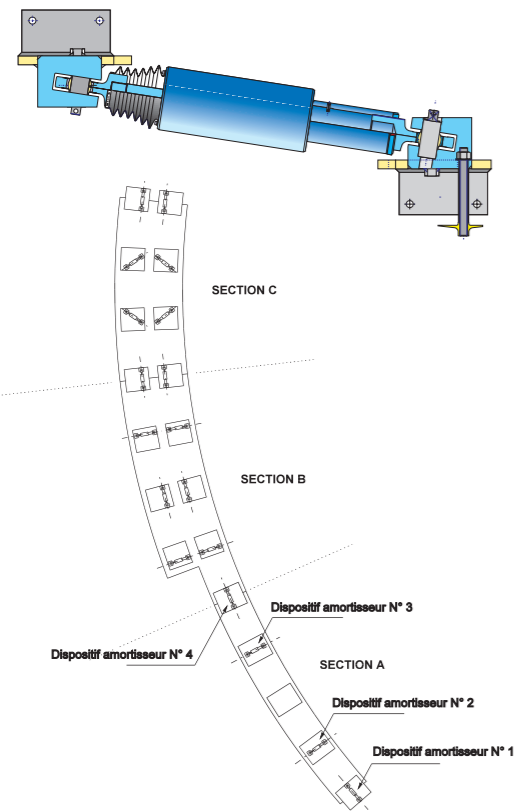 SECTION C
SECTION B
Dispositif amortisseur N° 3
Dispositif amortisseur N° 4
SECTION A
Dispositif amortisseur N° 2
Dispositif amortisseur N° 1